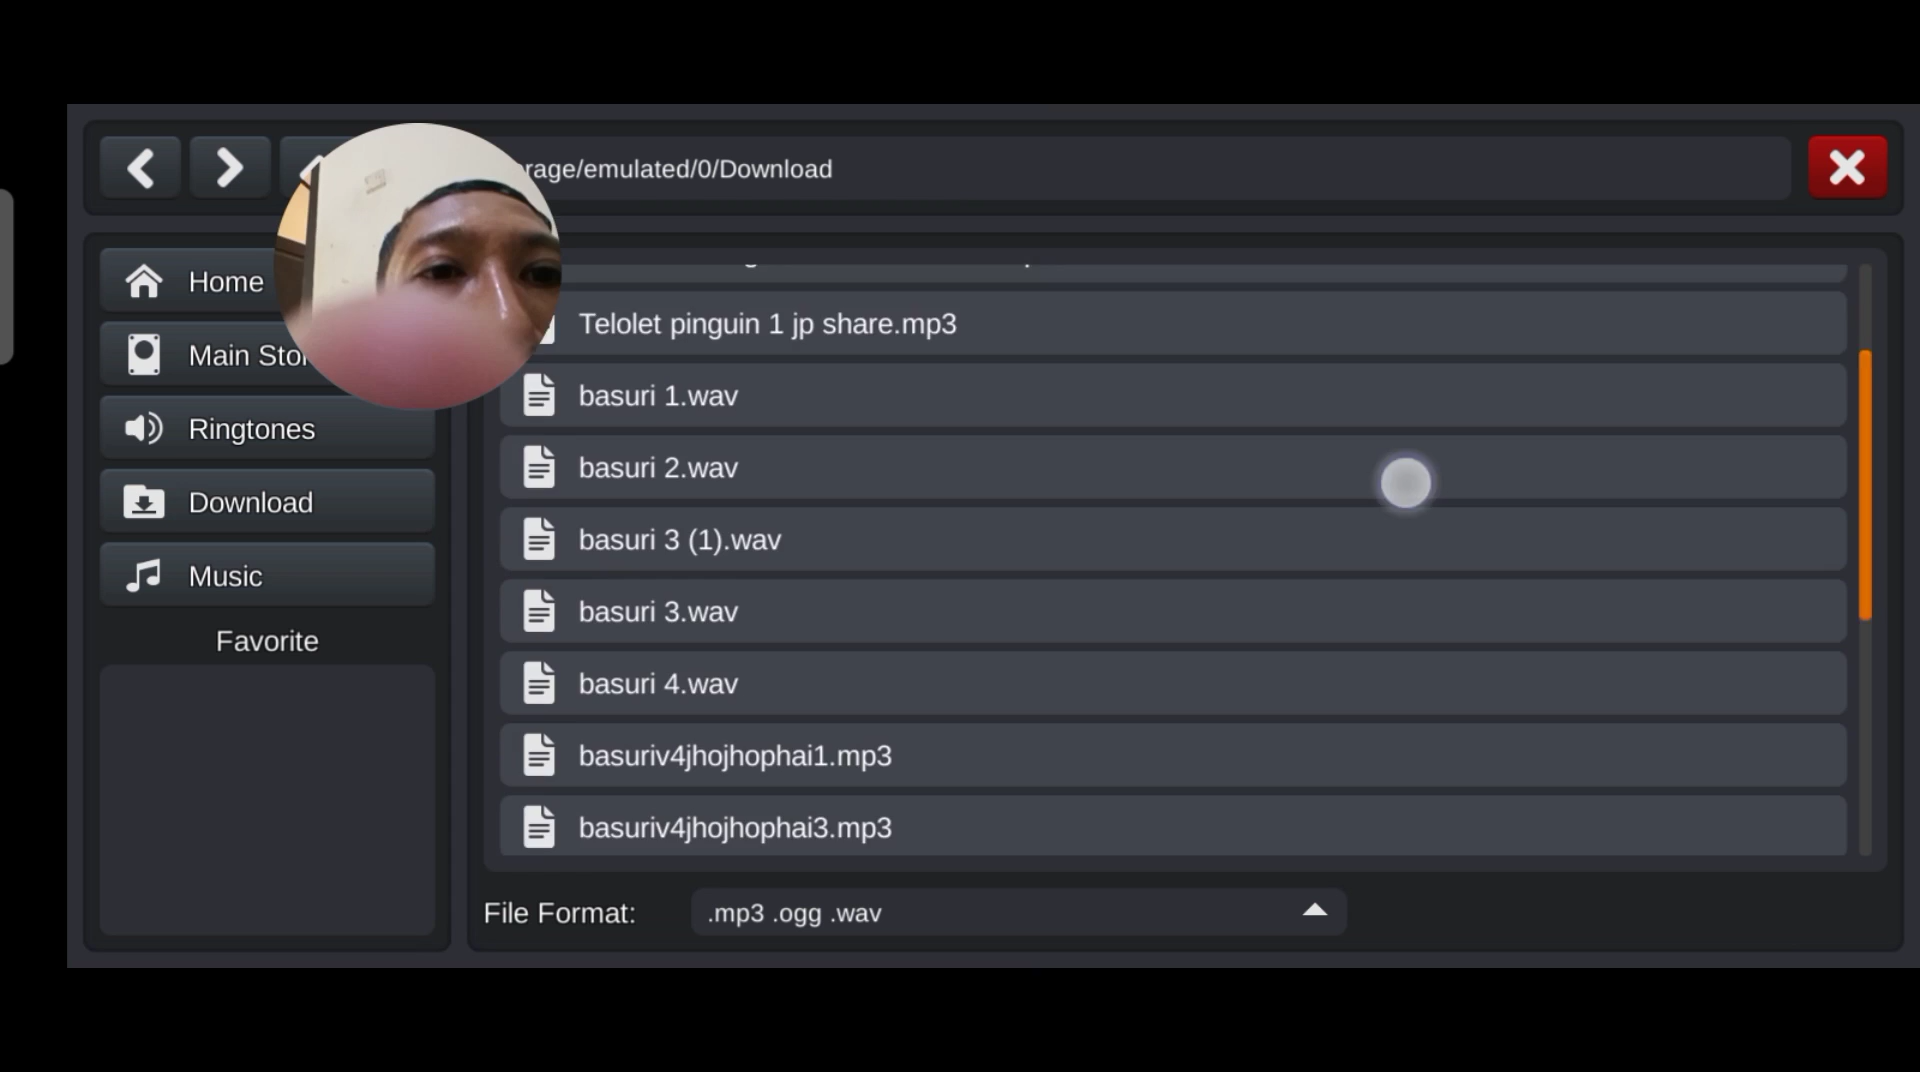 rage/emulated/0/Download
Home
Main
Ringtones
Download
Music
Favorite
Telolet pinguin 1 jp share.mp3
basuri 1.wav
basuri 2.wav
basuri 3 (1).wav
basuri 3.wav
basuri 4.wav
basuriv4jhojhophai1.mp3
basuriv4jhojhophai3.mp3
File Format:
.mp3 .ogg .wav